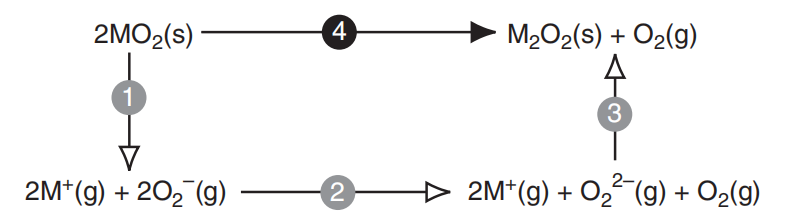 2MO₂(s) 4 M₂O₂(s) + O₂(g)
1 3
2M⁺(g) + 2O₂⁻(g) 2 2M⁺(g) + O₂²⁻(g) + O₂(g)